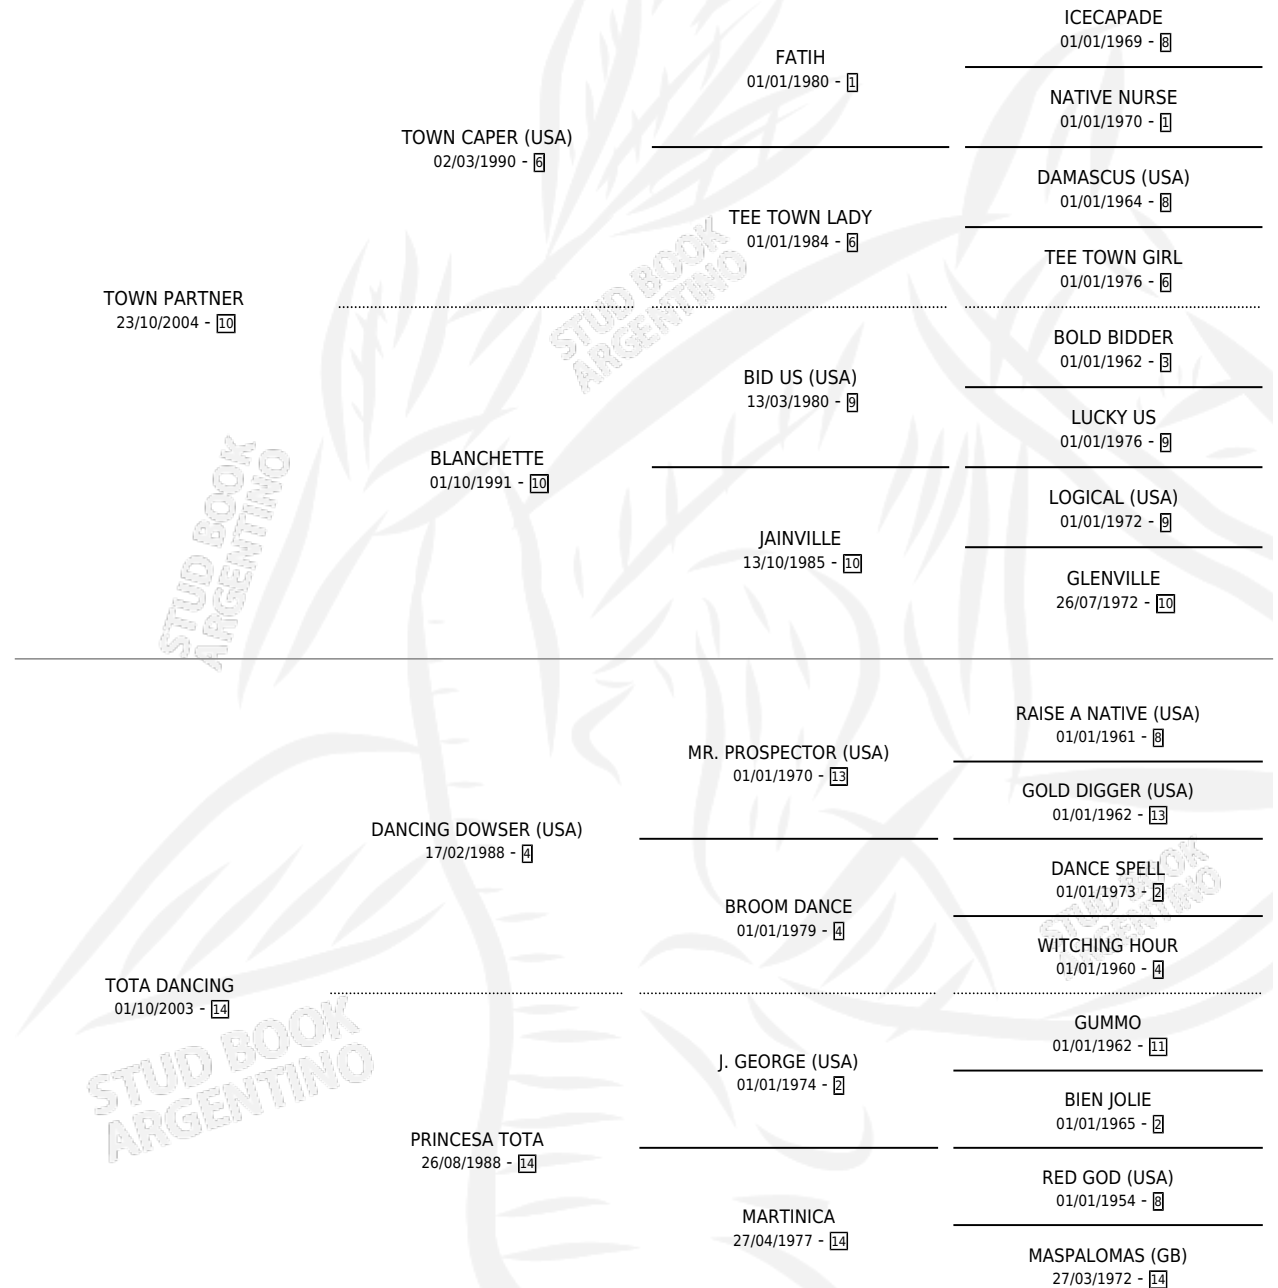 ICECAPADE
01/01/1969 - 8
FATIH
01/01/1980 - 1
NATIVE NURSE
01/01/1970 - 1
TOWN CAPER (USA)
02/03/1990 - 6
DAMASCUS (USA)
01/01/1964 - 8
TEE TOWN LADY
01/01/1984 - 6
TEE TOWN GIRL
01/01/1976 - 6
TOWN PARTNER
23/10/2004 - 10
BOLD BIDDER
01/01/1962 - 3
BID US (USA)
13/03/1980 - 9
LUCKY US
01/01/1976 - 9
BLANCHETTE
01/10/1991 - 10
LOGICAL (USA)
01/01/1972 - 9
JAINVILLE
13/10/1985 - 10
GLENVILLE
26/07/1972 - 10
STUD BOOK
ARGENTINO
STUD BOOK
ARGENTINO
RAISE A NATIVE (USA)
01/01/1961 - 8
MR. PROSPECTOR (USA)
01/01/1970 - 13
GOLD DIGGER (USA)
01/01/1962 - 13
DANCING DOWSER (USA)
17/02/1988 - 4
DANCE SPELL
01/01/1973 - 2
BROOM DANCE
01/01/1979 - 4
WITCHING HOUR
01/01/1960 - 4
STUD BOOK
ARGENTINO
TOTA DANCING
01/10/2003 - 14
GUMMO
01/01/1962 - 11
J. GEORGE (USA)
01/01/1974 - 2
BIEN JOLIE
01/01/1965 - 2
STUD BOOK
ARGENTINO
PRINCESA TOTA
26/08/1988 - 14
RED GOD (USA)
01/01/1954 - 8
MARTINICA
27/04/1977 - 14
MASPALOMAS (GB)
27/03/1972 - 14